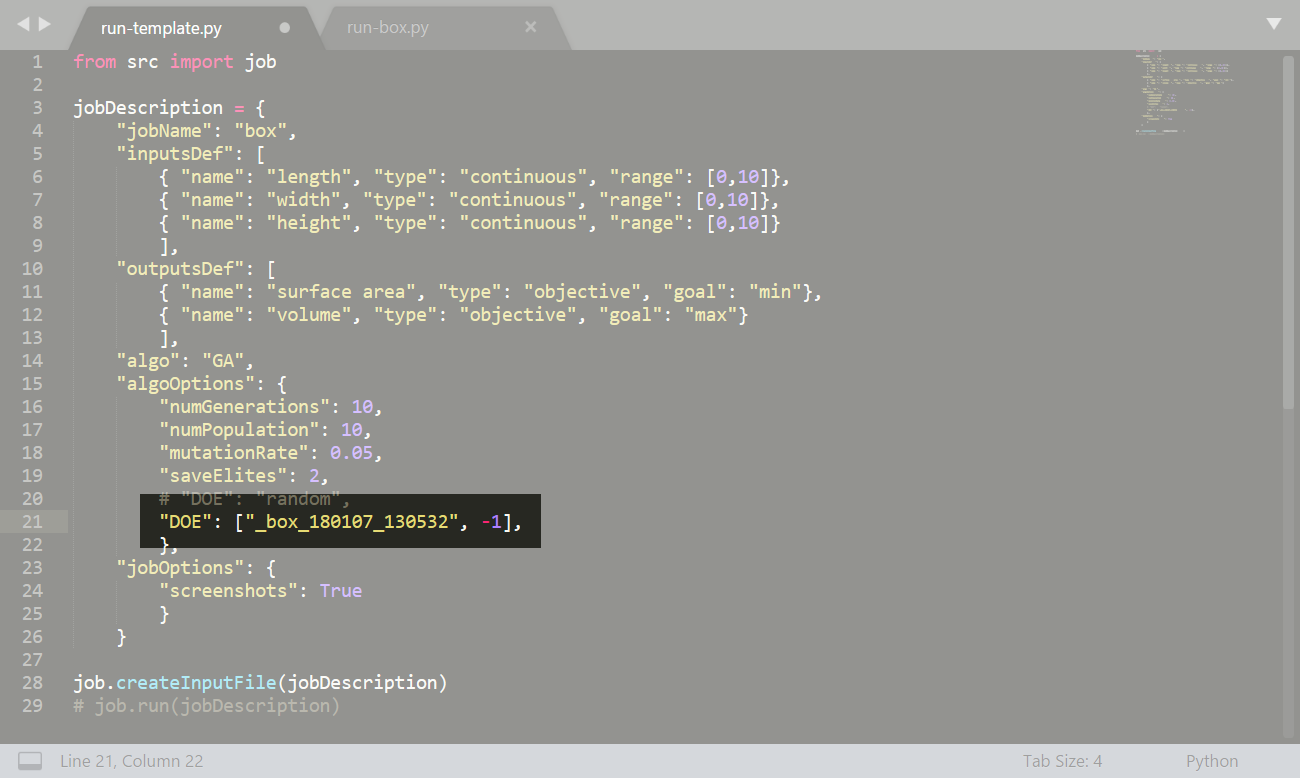 run-template.py
run-box.py
1 from src import job
2
3 jobDescription = {
4     "jobName": "box",
5     "inputsDef": [
6         { "name": "length", "type": "continuous", "range": [0,10]},
7         { "name": "width", "type": "continuous", "range": [0,10]},
8         { "name": "height", "type": "continuous", "range": [0,10]}
9         ],
10     "outputsDef": [
11         { "name": "surface area", "type": "objective", "goal": "min"},
12         { "name": "volume", "type": "objective", "goal": "max"}
13         ],
14     "algo": "GA",
15     "algoOptions": {
16         "numGenerations": 10,
17         "numPopulation": 10,
18         "mutationRate": 0.05,
19         "saveElites": 2,
20         # "DOE": "random",
21         "DOE": ["_box_180107_130532", -1],
22         },
23     "jobOptions": {
24         "screenshots": True
25         }
26     }
27
28 job.createInputFile(jobDescription)
29 # job.run(jobDescription)
Line 21, Column 22
Tab Size: 4
Python